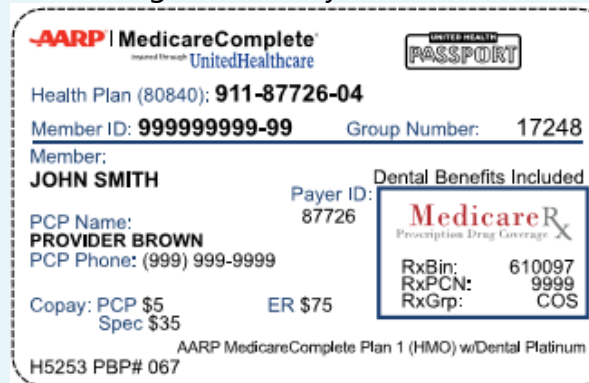 AARP | MedicareComplete
Insured through UnitedHealthcare
UNITED HEALTH
PASSPORT
Health Plan (80840): 911-87726-04
Member ID: 999999999-99 Group Number: 17248
Member:
JOHN SMITH
Dental Benefits Included
Payer ID:
87726
PCP Name:
PROVIDER BROWN
PCP Phone: (999) 999-9999
MedicareRx
Prescription Drug Coverage
RxBin: 610097
RxPCN: 9999
RxGrp: COS
Copay: PCP $5 ER $75
Spec $35
AARP MedicareComplete Plan 1 (HMO) w/Dental Platinum
H5253 PBP# 067